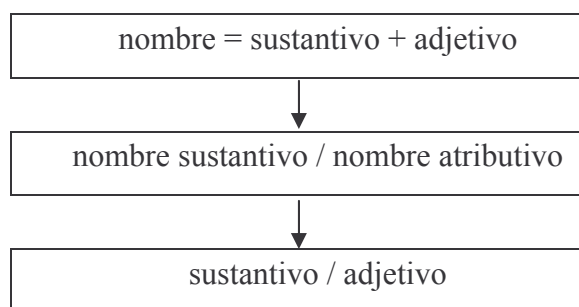 nombre = sustantivo + adjetivo
nombre sustantivo / nombre atributivo
sustantivo / adjetivo